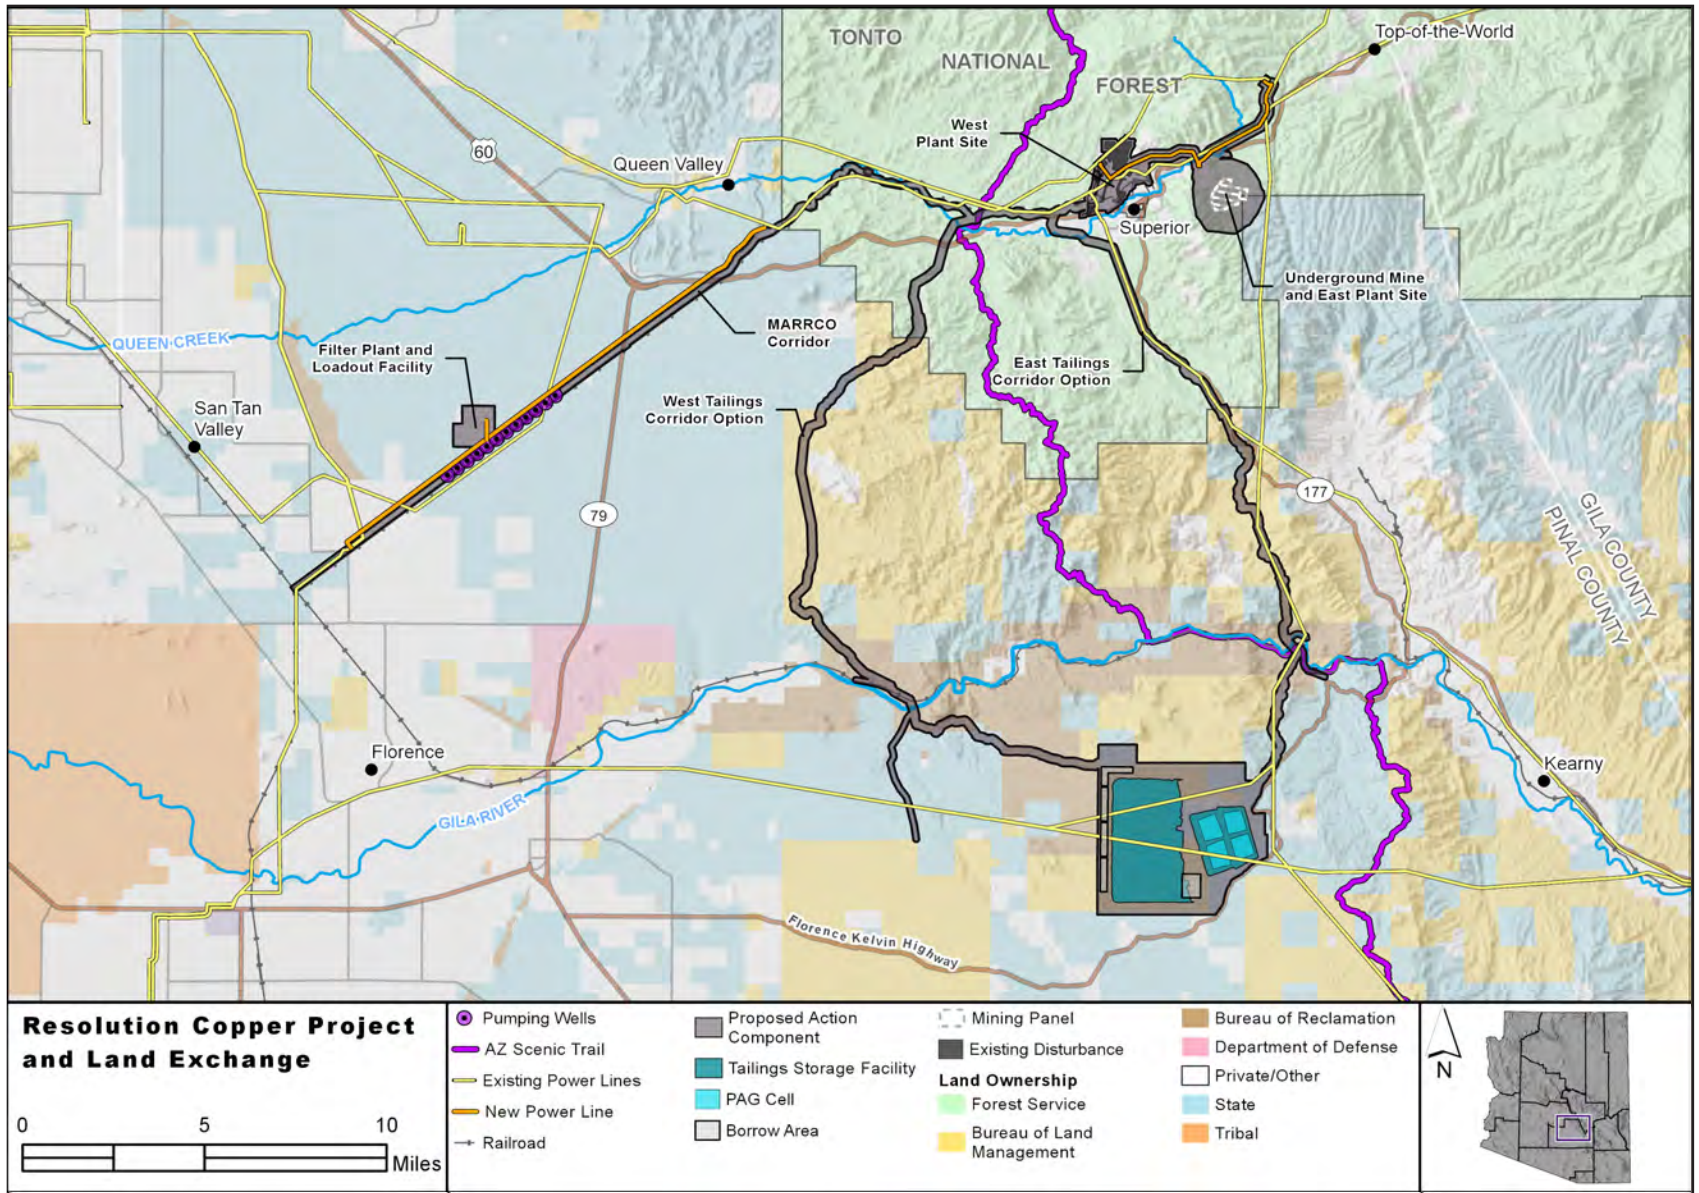 TONTO
NATIONAL
FOREST
Top-of-the-World
West
Plant Site
60
Queen Valley
Superior
Underground Mine
and East Plant Site
QUEEN CREEK
MARRCO
Corridor
Filter Plant and
Loadout Facility
East Tailings
Corridor Option
West Tailings
Corridor Option
San Tan
Valley
177
79
GILA COUNTY
PINAL COUNTY
Florence
Kearny
GILA RIVER
Florence Kelvin Highway
Resolution Copper Project
and Land Exchange
0 5 10
Miles
Pumping Wells
AZ Scenic Trail
Existing Power Lines
New Power Line
Railroad
Proposed Action
Component
Tailings Storage Facility
PAG Cell
Borrow Area
Mining Panel
Existing Disturbance
Land Ownership
Forest Service
Bureau of Land
Management
Bureau of Reclamation
Department of Defense
Private/Other
State
Tribal
N